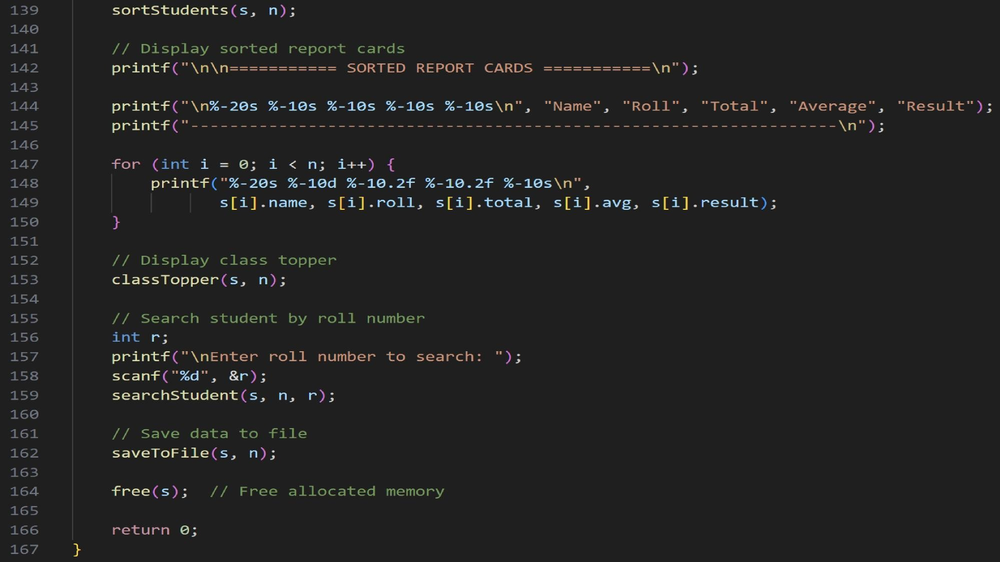 139 sortStudents(s, n);
140
141 // Display sorted report cards
142 printf("\n\n=========== SORTED REPORT CARDS ===========\n");
143
144 printf("\n%-20s %-10s %-10s %-10s %-10s\n", "Name", "Roll", "Total", "Average", "Result");
145 printf("------------------------------------------------------------------\n");
146
147 for (int i = 0; i < n; i++) {
148 printf("%-20s %-10d %-10.2f %-10.2f %-10s\n",
149 s[i].name, s[i].roll, s[i].total, s[i].avg, s[i].result);
150 }
151
152 // Display class topper
153 classTopper(s, n);
154
155 // Search student by roll number
156 int r;
157 printf("\nEnter roll number to search: ");
158 scanf("%d", &r);
159 searchStudent(s, n, r);
160
161 // Save data to file
162 saveToFile(s, n);
163
164 free(s); // Free allocated memory
165
166 return 0;
167 }